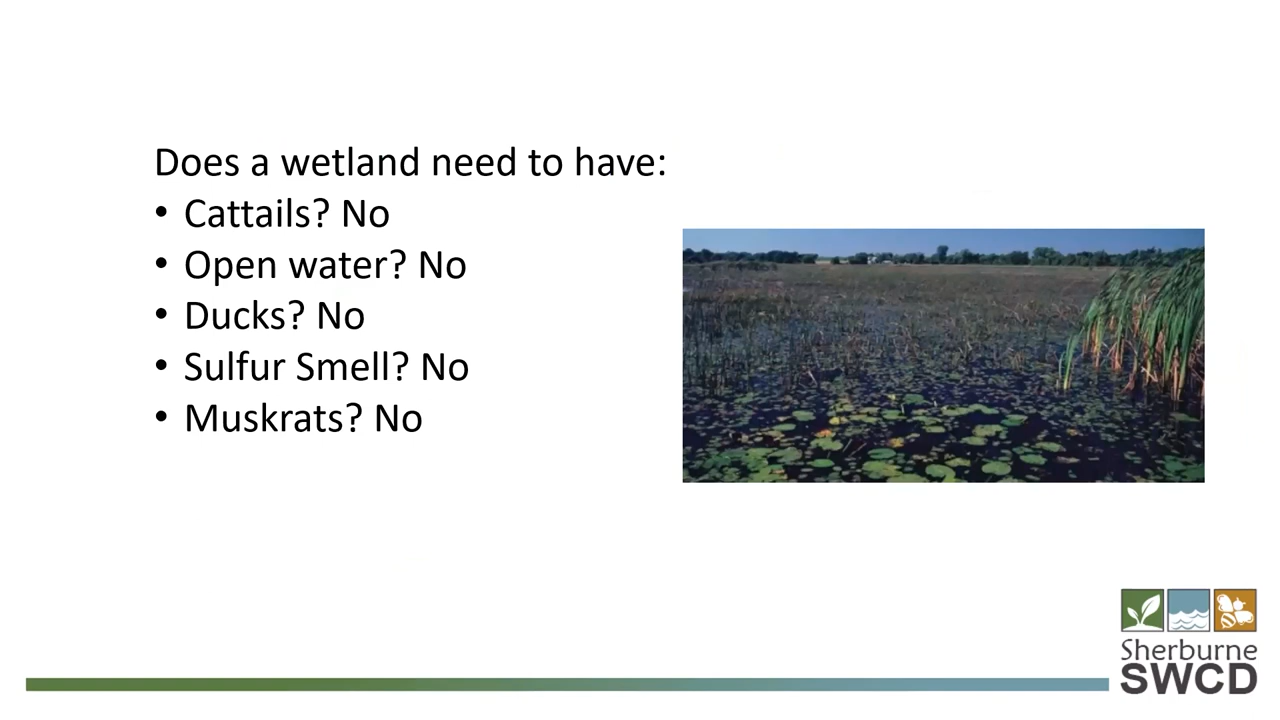 Does a wetland need to have:
• Cattails? No
• Open water? No
• Ducks? No
• Sulfur Smell? No
• Muskrats? No
Sherburne
SWCD